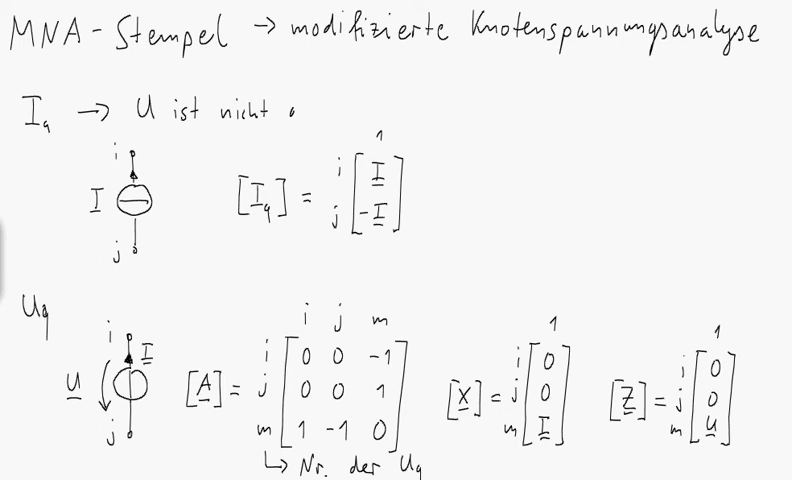 MNA-Stempel → modifizierte Knotenspannungsanalyse
I_q → U ist nicht 0
i
I
j
[I_q] =
1
i [ I ]
j [ -I ]
U_q
i
I
U
j
[A] =
i j m
i [ 0 0 -1 ]
j [ 0 0 1 ]
m [ 1 -1 0 ]
↳ Nr. der U_q
[X] =
1
i [ 0 ]
j [ 0 ]
m [ I ]
[Z] =
1
i [ 0 ]
j [ 0 ]
m [ U ]